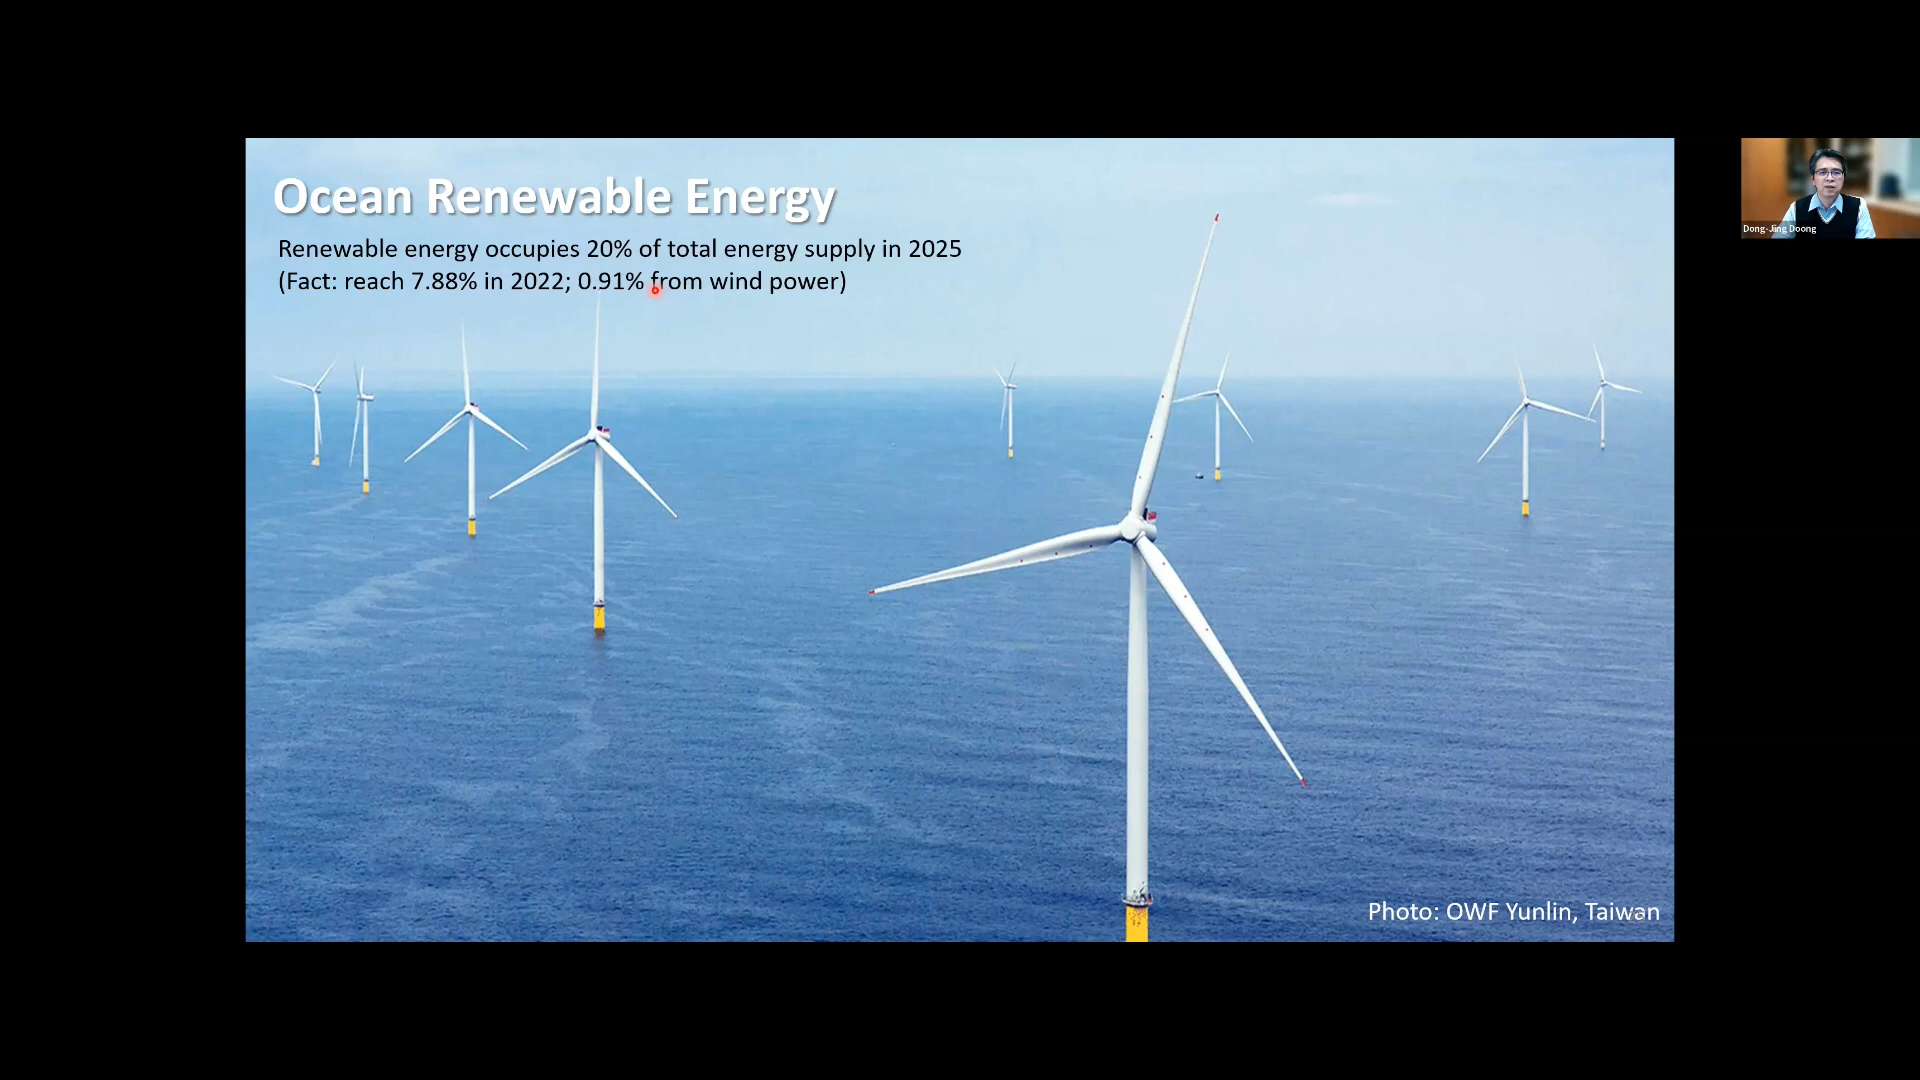 Ocean Renewable Energy
Renewable energy occupies 20% of total energy supply in 2025
(Fact: reach 7.88% in 2022; 0.91% from wind power)
Dong-Jing Doong
Photo: OWF Yunlin, Taiwan